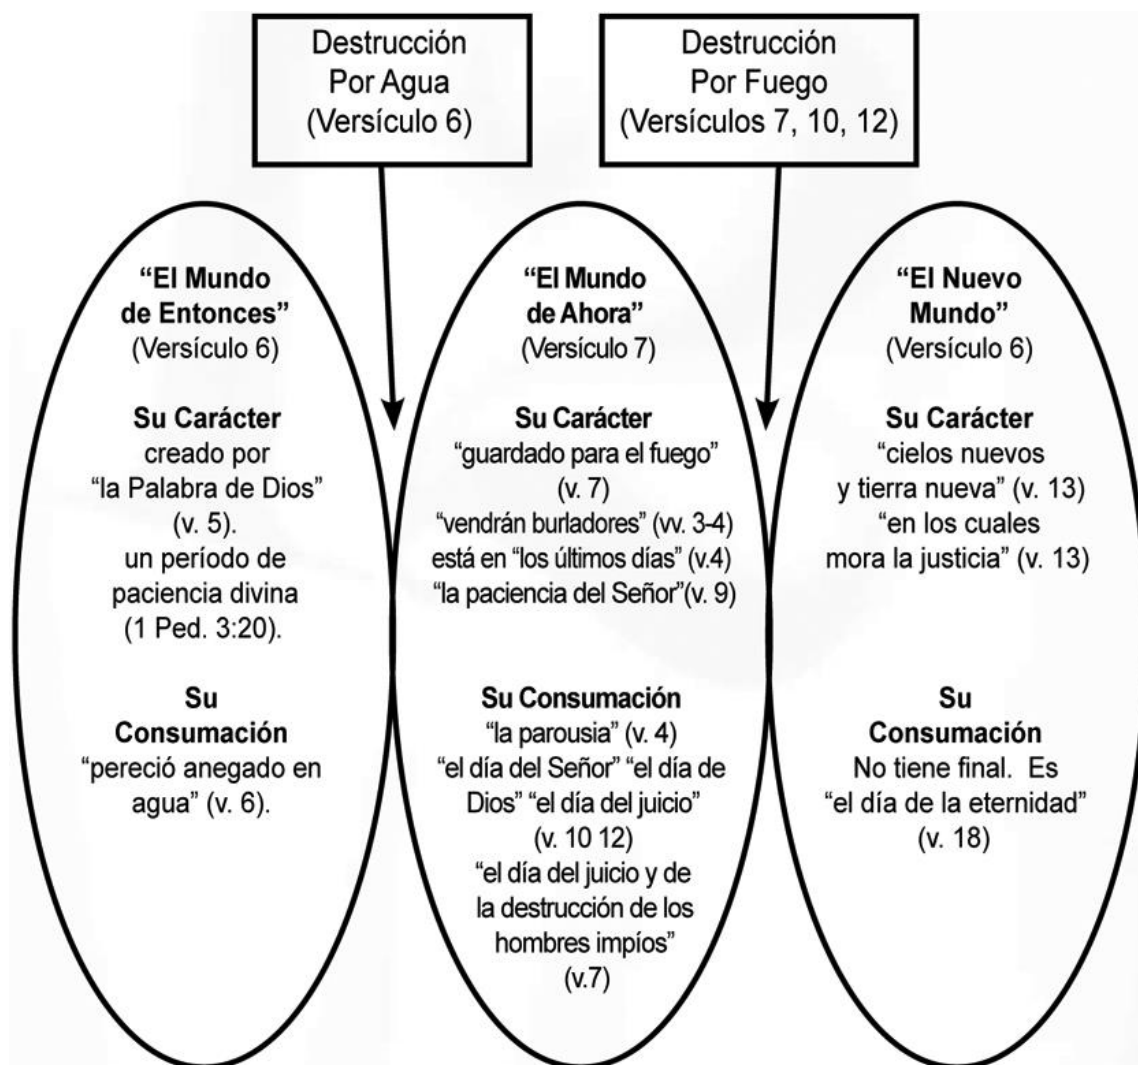 Destrucción
Por Agua
(Versículo 6)
Destrucción
Por Fuego
(Versículos 7, 10, 12)
“El Mundo
de Entonces”
(Versículo 6)
Su Carácter
creado por
“la Palabra de Dios”
(v. 5).
un período de
paciencia divina
(1 Ped. 3:20).
Su
Consumación
“pereció anegado en
agua” (v. 6).
“El Mundo
de Ahora”
(Versículo 7)
Su Carácter
“guardado para el fuego”
(v. 7)
“vendrán burladores” (vv. 3-4)
está en “los últimos días” (v.4)
“la paciencia del Señor”(v. 9)
Su Consumación
“la parousia” (v. 4)
“el día del Señor” “el día de
Dios” “el día del juicio”
(v. 10 12)
“el día del juicio y de
la destrucción de los
hombres impíos”
(v.7)
“El Nuevo
Mundo”
(Versículo 6)
Su Carácter
“cielos nuevos
y tierra nueva” (v. 13)
“en los cuales
mora la justicia” (v. 13)
Su
Consumación
No tiene final.  Es
“el día de la eternidad”
(v. 18)